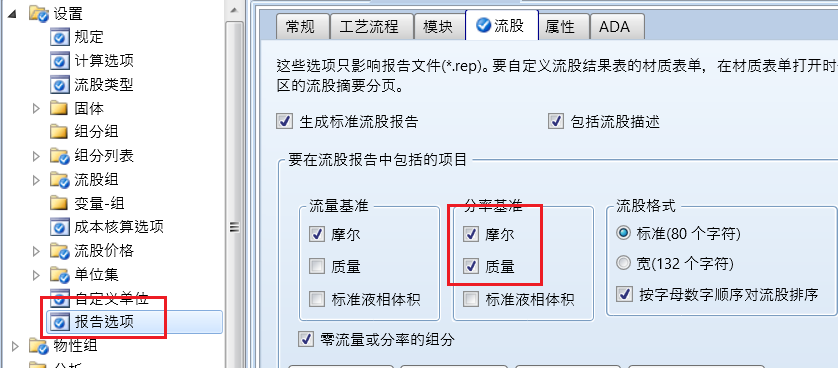 设置
规定
计算选项
流股类型
固体
组分组
组分列表
流股组
变量-组
成本核算选项
流股价格
单位集
自定义单位
报告选项
物性组
常规 工艺流程 模块 流股 属性 ADA
这些选项只影响报告文件(*.rep)。要自定义流股结果表的材质表单，在材质表单打开时
区的流股摘要分页。
生成标准流股报告 包括流股描述
要在流股报告中包括的项目
流量基准 分率基准 流股格式
摩尔 摩尔 标准(80 个字符)
质量 质量 宽(132 个字符)
标准液相体积 标准液相体积 按字母数字顺序对流股排序
零流量或分率的组分